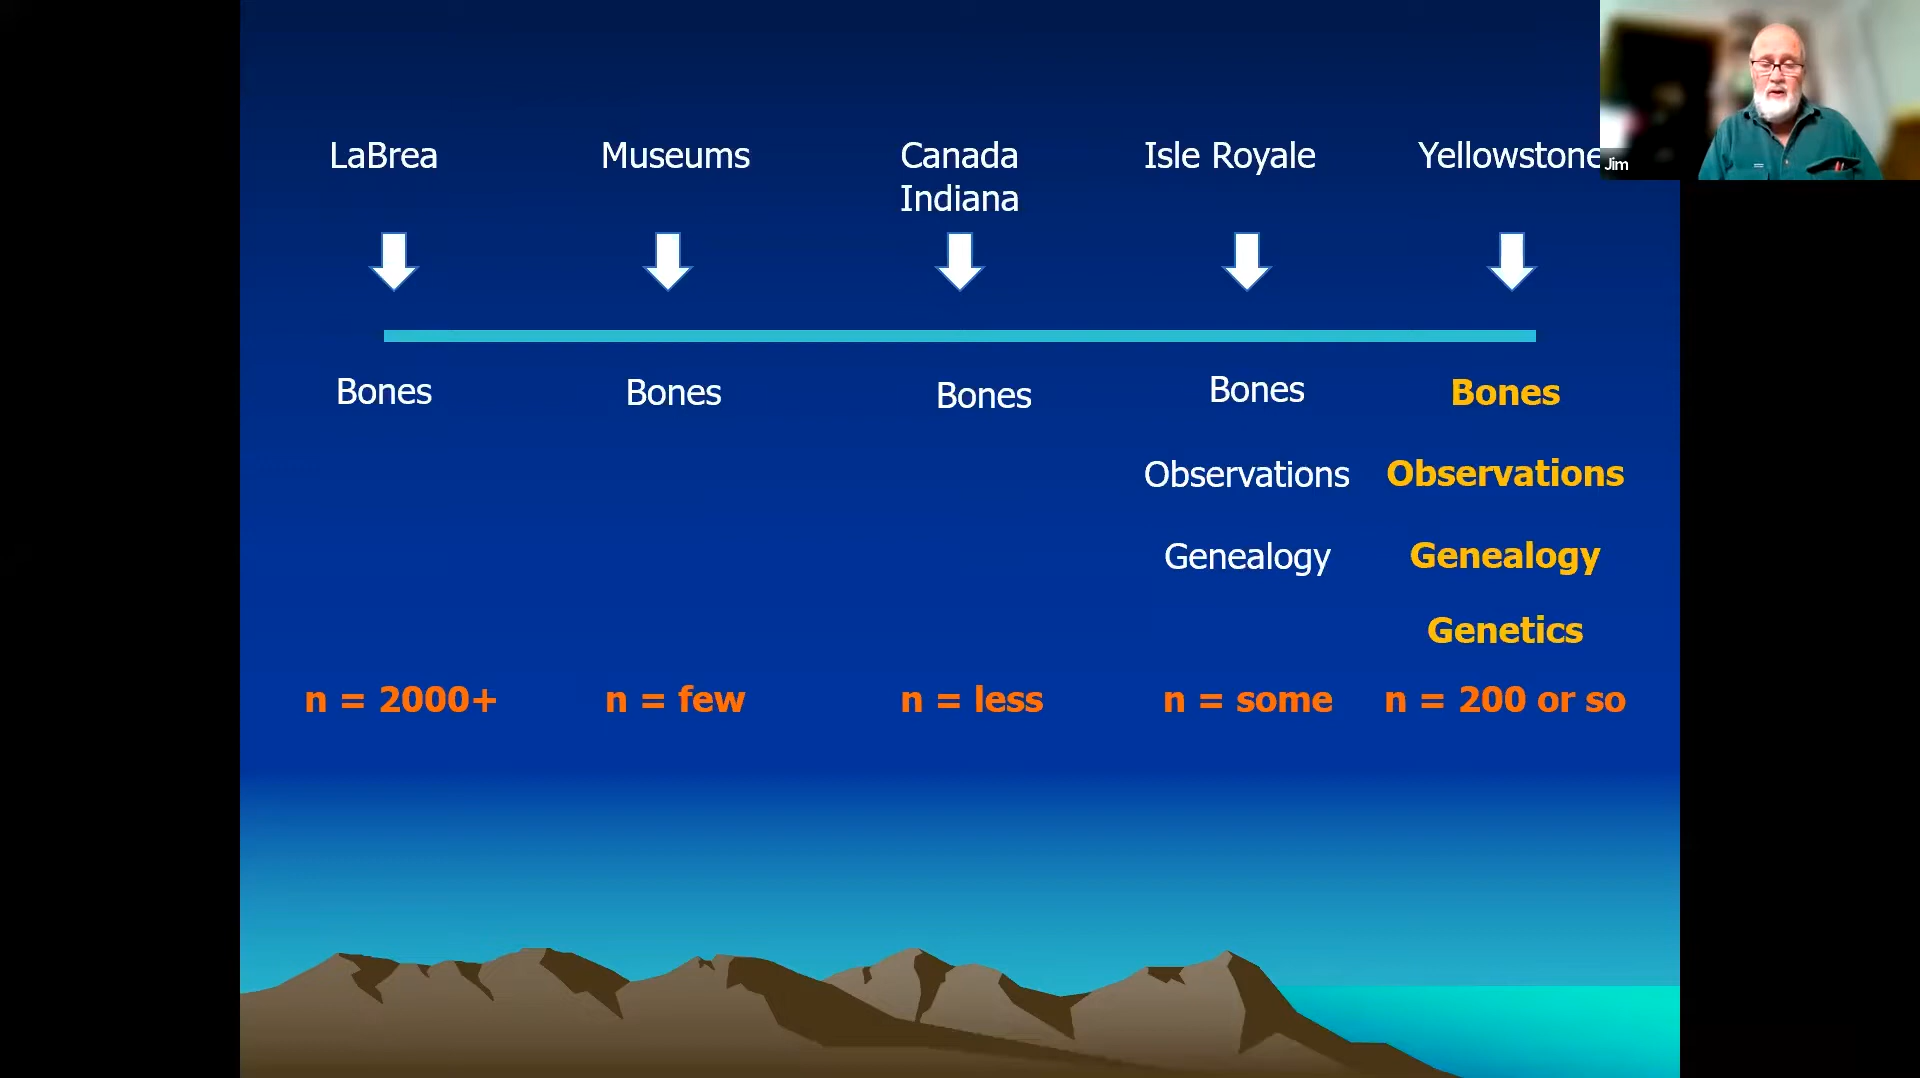 LaBrea
Museums
Canada
Indiana
Isle Royale
Yellowstone
Jim
Bones
Bones
Bones
Bones
Bones
Observations
Observations
Genealogy
Genealogy
Genetics
n = 2000+
n = few
n = less
n = some
n = 200 or so